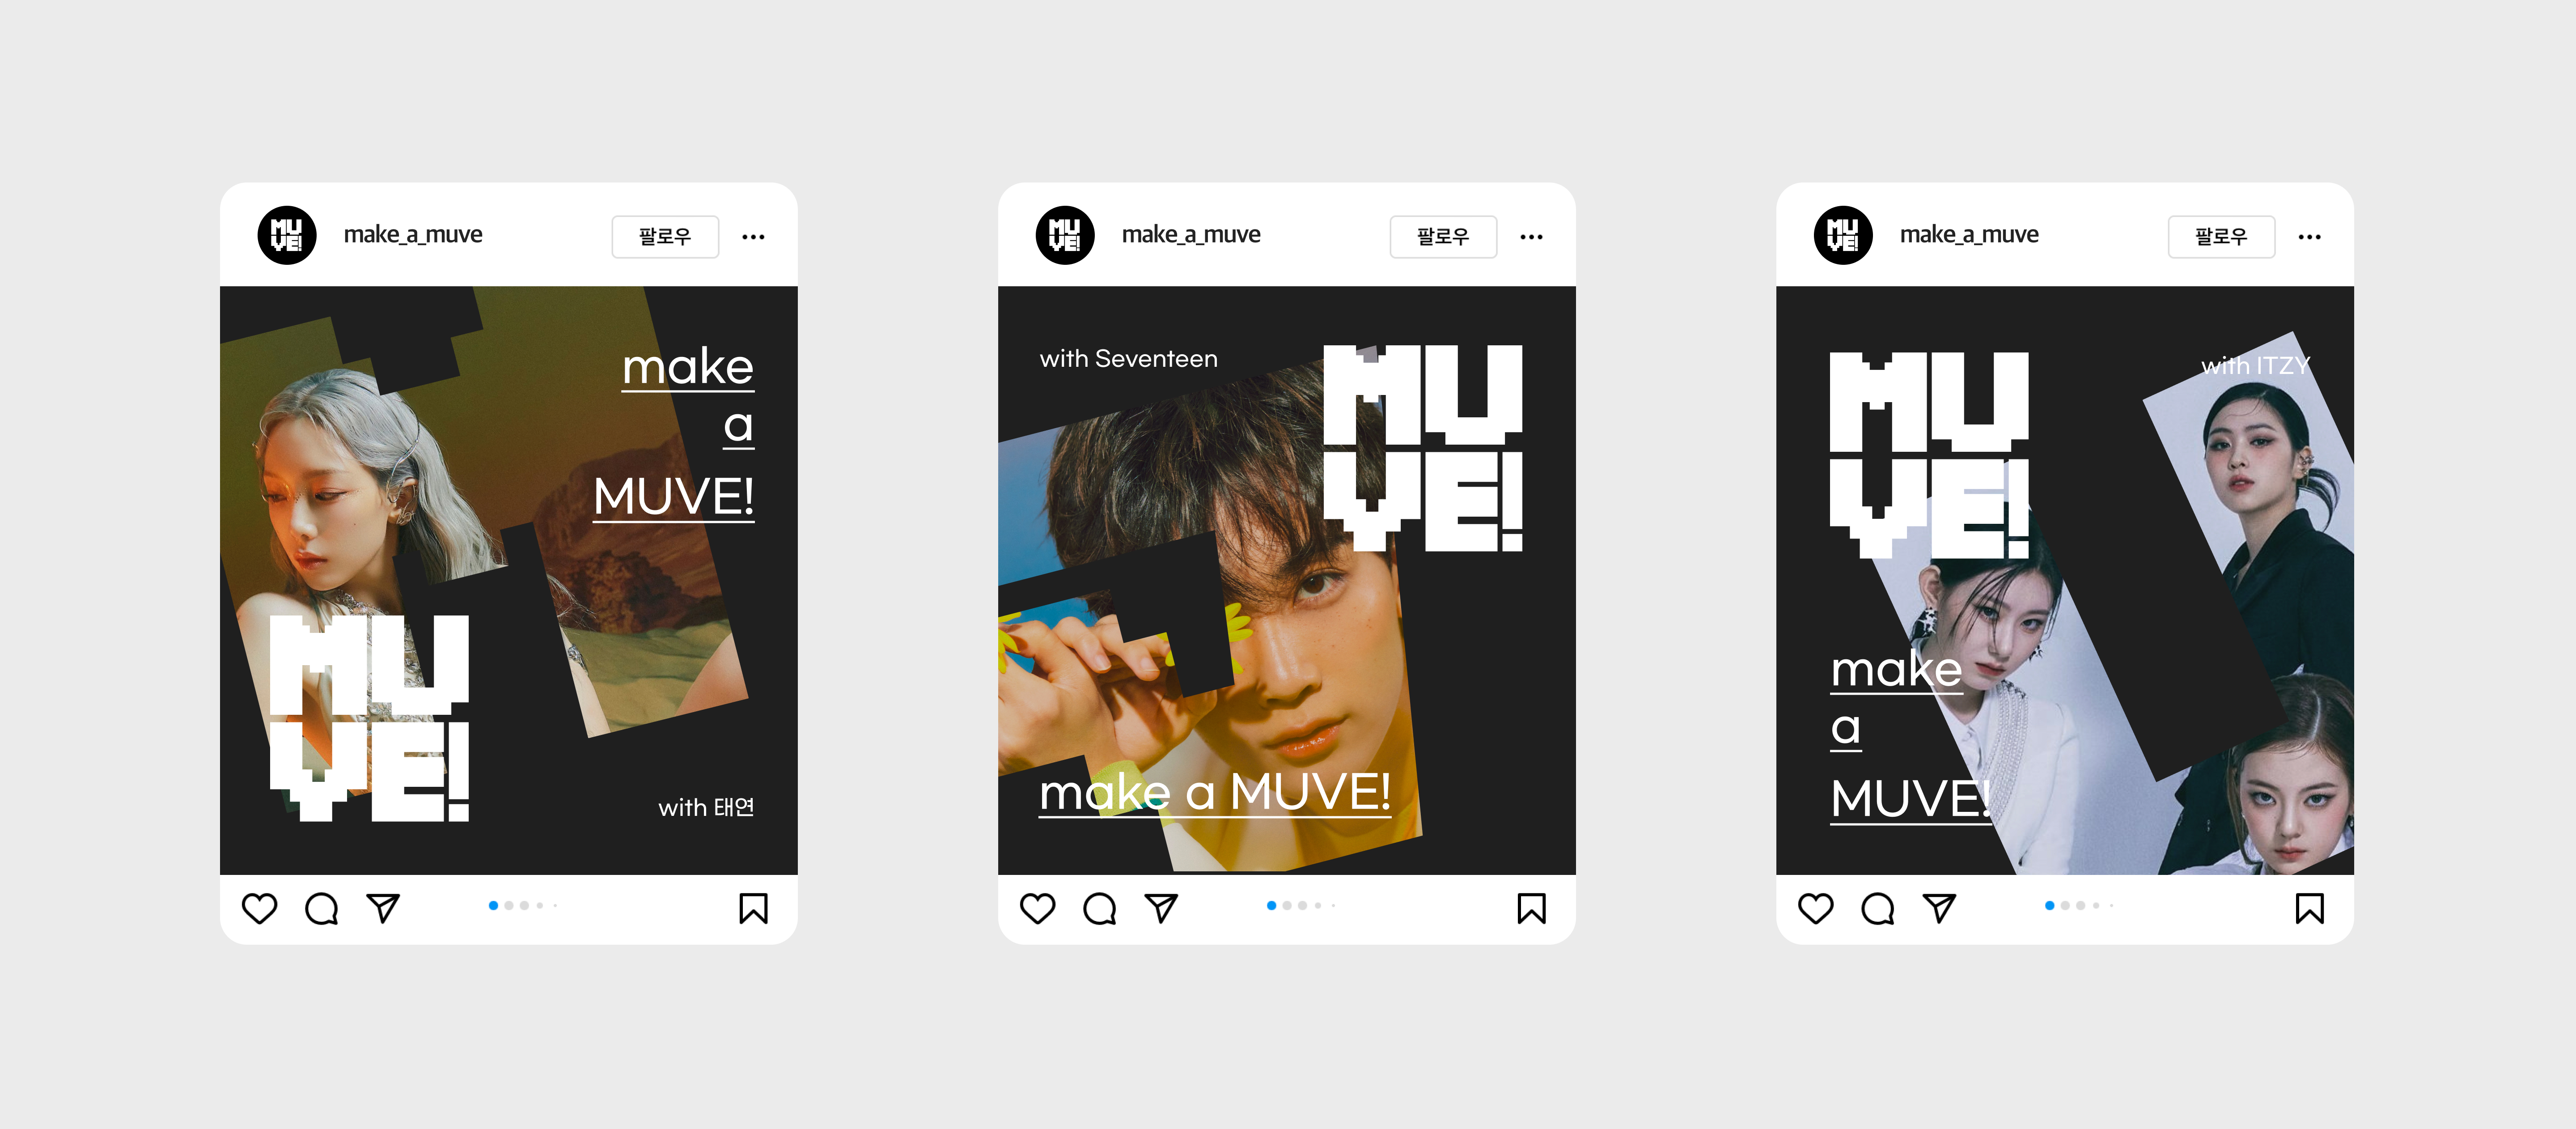 MU
VE!
make_a_muve
팔로우
make
a
MUVE!
MU
VE!
with 태연
MU
VE!
make_a_muve
팔로우
with Seventeen
MU
VE!
make a MUVE!
MU
VE!
make_a_muve
팔로우
MU
VE!
with ITZY
make
a
MUVE!